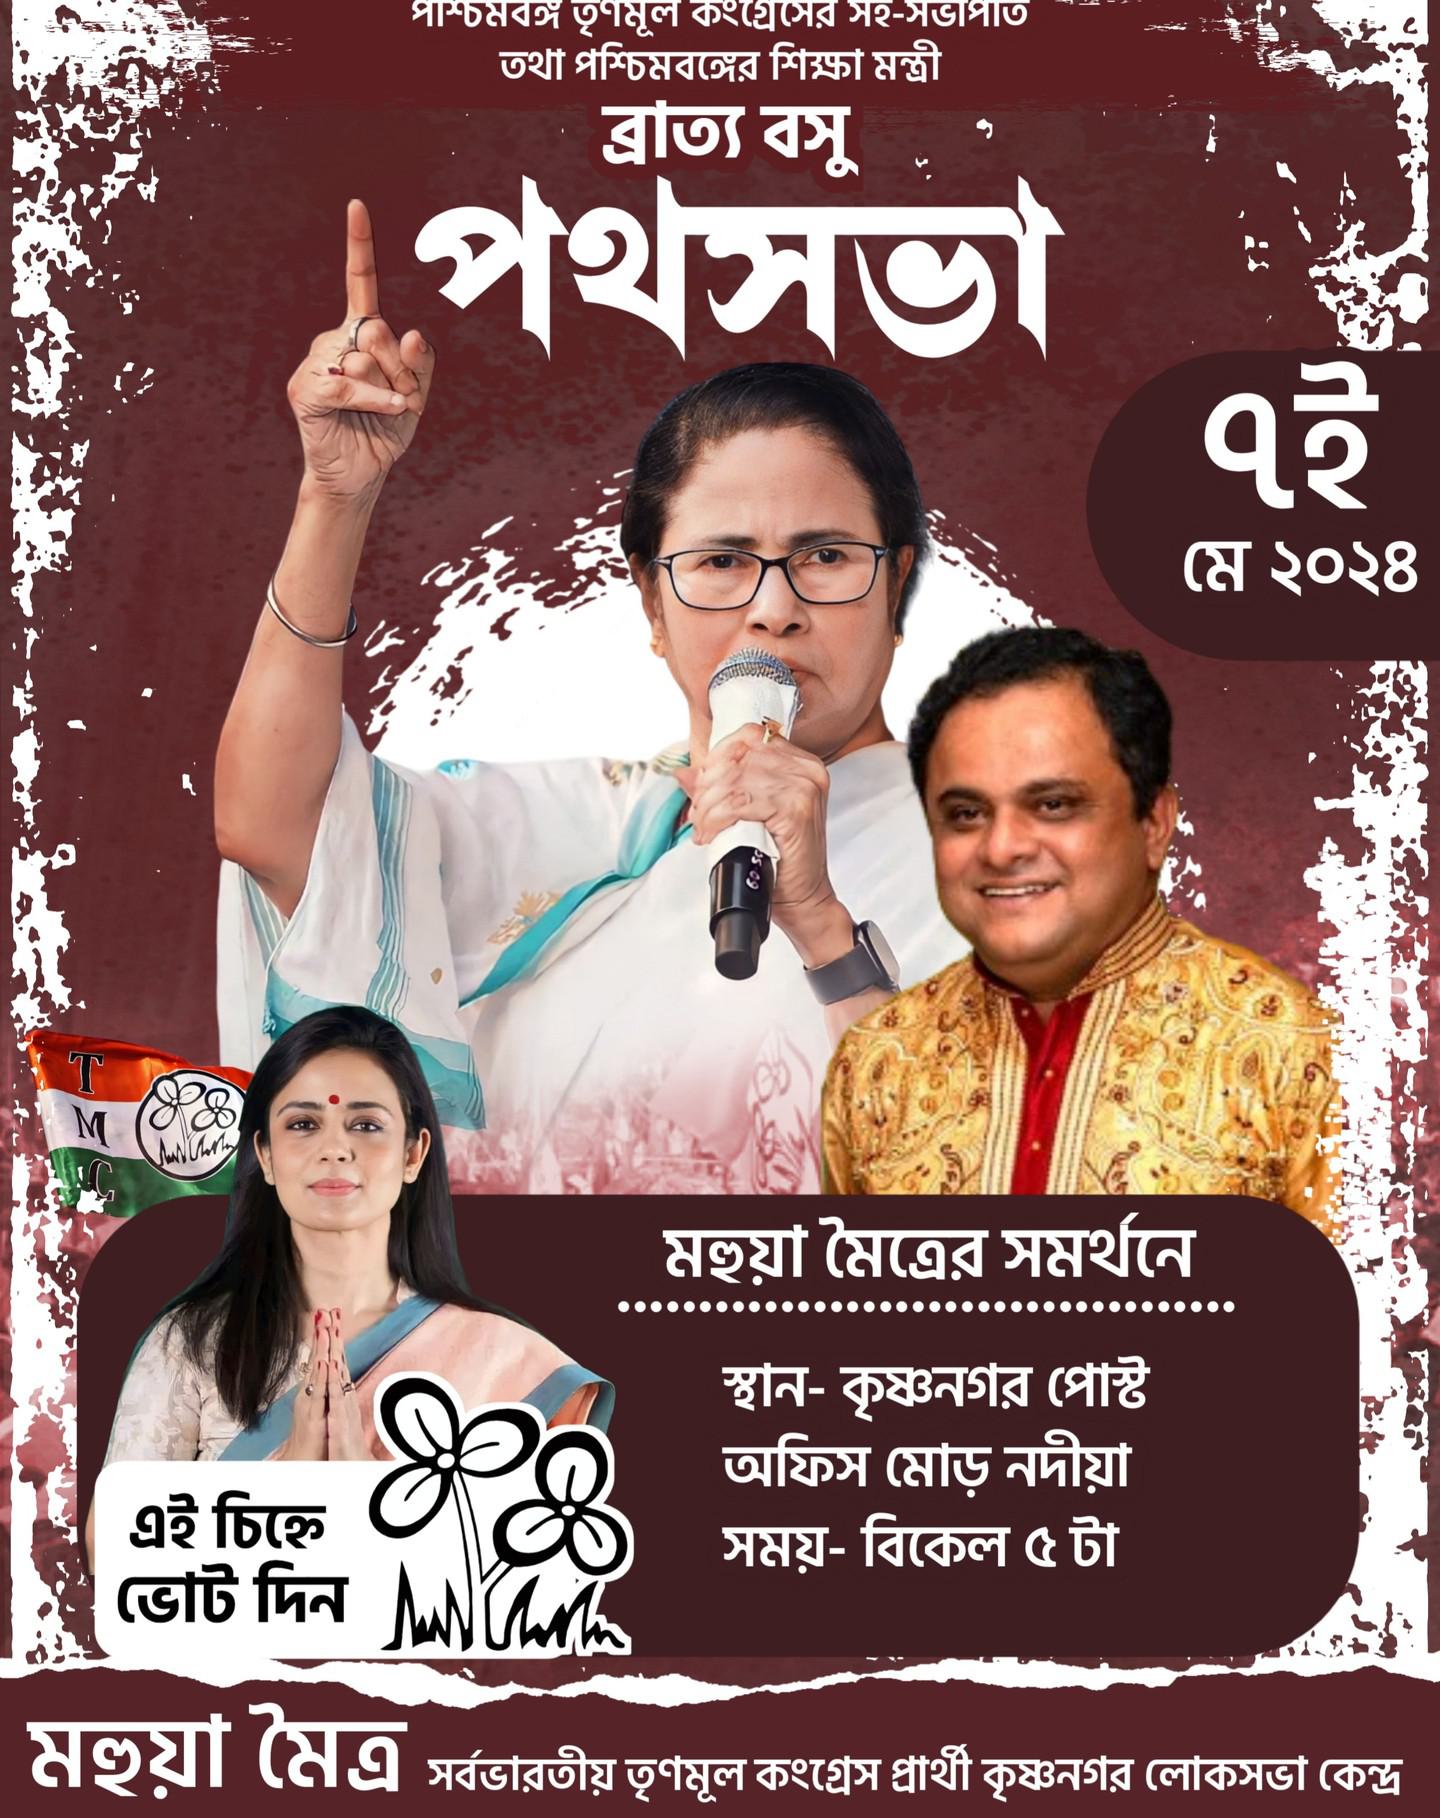 পশ্চিমবঙ্গ তৃণমূল কংগ্রেসের সহ-সভাপতি
তথা পশ্চিমবঙ্গের শিক্ষা মন্ত্রী
ব্রাত্য বসু
পথসভা
৭ই
মে ২০২৪
T
M
C
মহুয়া মৈত্রের সমর্থনে
স্থান- কৃষ্ণনগর পোস্ট
অফিস মোড় নদীয়া
সময়- বিকেল ৫ টা
এই চিহ্নে
ভোট দিন
মহুয়া মৈত্র সর্বভারতীয় তৃণমূল কংগ্রেস প্রার্থী কৃষ্ণনগর লোকসভা কেন্দ্র